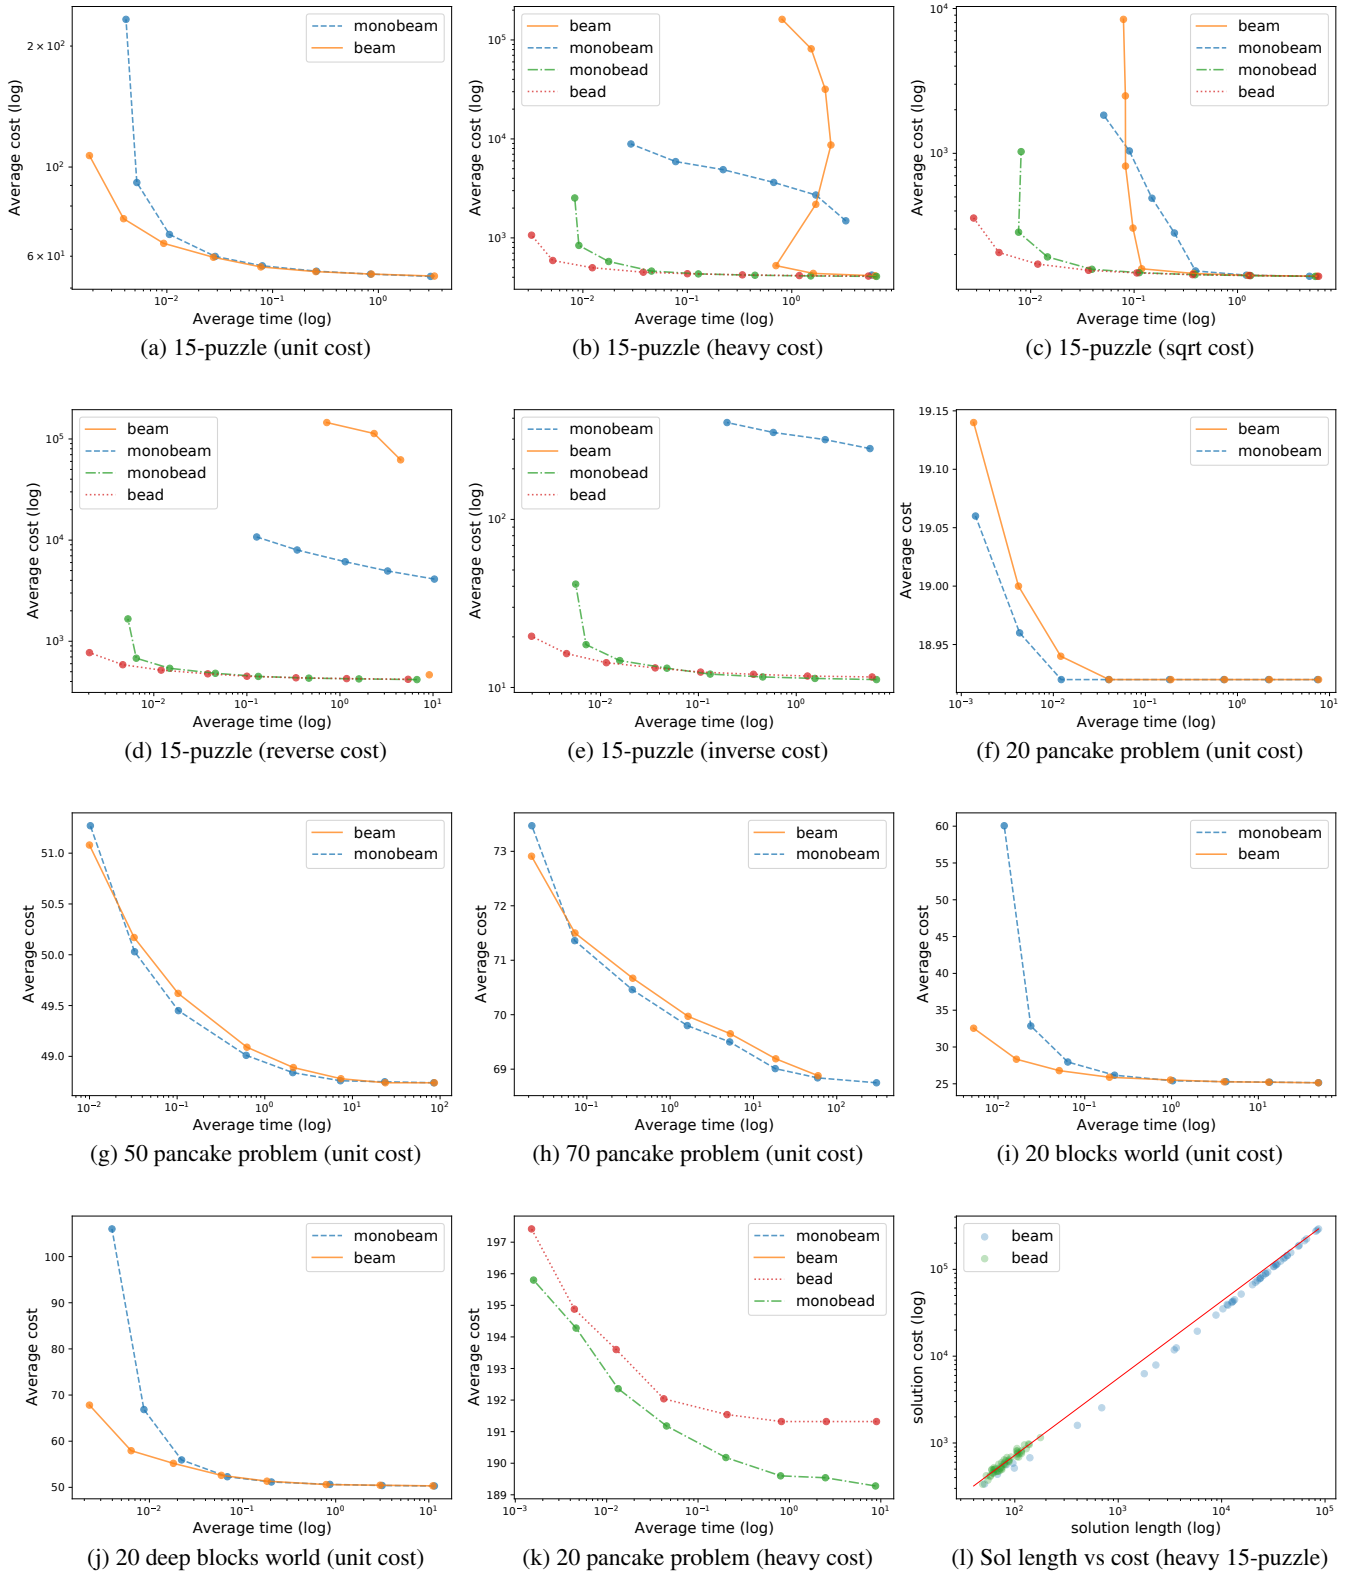 2 × 10²
10²
6 × 10¹
10⁻² 10⁻¹ 10⁰
Average cost (log)
Average time (log)
monobeam
beam
(a) 15-puzzle (unit cost)
10⁵
10⁴
10³
10⁻² 10⁻¹ 10⁰
Average cost (log)
Average time (log)
beam
monobeam
monobead
bead
(b) 15-puzzle (heavy cost)
10⁴
10³
10⁻² 10⁻¹ 10⁰
Average cost (log)
Average time (log)
beam
monobeam
monobead
bead
(c) 15-puzzle (sqrt cost)
10⁵
10⁴
10³
10⁻² 10⁻¹ 10⁰ 10¹
Average cost (log)
Average time (log)
beam
monobeam
monobead
bead
(d) 15-puzzle (reverse cost)
10²
10¹
10⁻² 10⁻¹ 10⁰
Average cost (log)
Average time (log)
monobeam
beam
monobead
bead
(e) 15-puzzle (inverse cost)
19.15
19.10
19.05
19.00
18.95
10⁻³ 10⁻² 10⁻¹ 10⁰ 10¹
Average cost
Average time (log)
beam
monobeam
(f) 20 pancake problem (unit cost)
51.0
50.5
50.0
49.5
49.0
10⁻² 10⁻¹ 10⁰ 10¹ 10²
Average cost
Average time (log)
beam
monobeam
(g) 50 pancake problem (unit cost)
73
72
71
70
69
10⁻¹ 10⁰ 10¹ 10²
Average cost
Average time (log)
beam
monobeam
(h) 70 pancake problem (unit cost)
60
55
50
45
40
35
30
25
10⁻² 10⁻¹ 10⁰ 10¹
Average cost
Average time (log)
monobeam
beam
(i) 20 blocks world (unit cost)
100
90
80
70
60
50
10⁻² 10⁻¹ 10⁰ 10¹
Average cost
Average time (log)
monobeam
beam
(j) 20 deep blocks world (unit cost)
197
196
195
194
193
192
191
190
189
10⁻³ 10⁻² 10⁻¹ 10⁰ 10¹
Average cost
Average time (log)
monobeam
beam
bead
monobead
(k) 20 pancake problem (heavy cost)
10⁵
10⁴
10³
10² 10³ 10⁴ 10⁵
solution cost (log)
solution length (log)
beam
bead
(l) Sol length vs cost (heavy 15-puzzle)